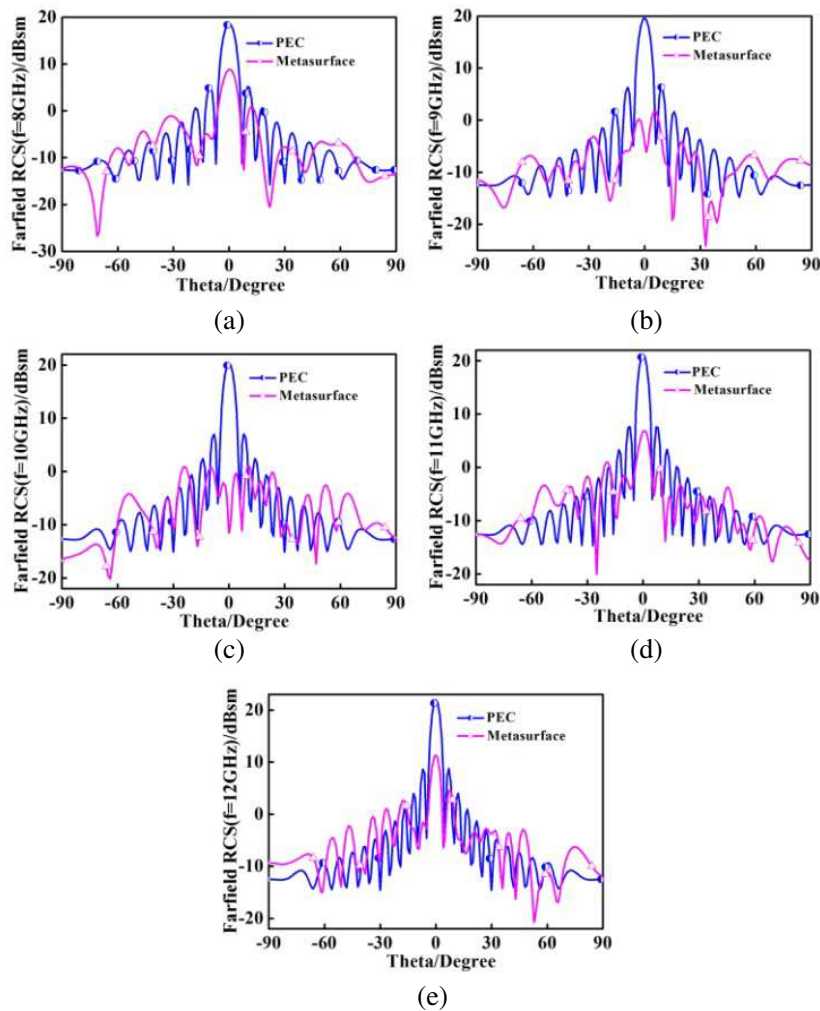 Farfield RCS(f=8GHz)/dBsm
20
10
0
-10
-20
-30
-90 -60 -30 0 30 60 90
Theta/Degree
PEC
Metasurface
(a)
Farfield RCS(f=9GHz)/dBsm
20
10
0
-10
-20
-90 -60 -30 0 30 60 90
Theta/Degree
PEC
Metasurface
(b)
Farfield RCS(f=10GHz)/dBsm
20
10
0
-10
-20
-90 -60 -30 0 30 60 90
Theta/Degree
PEC
Metasurface
(c)
Farfield RCS(f=11GHz)/dBsm
20
10
0
-10
-20
-90 -60 -30 0 30 60 90
Theta/Degree
PEC
Metasurface
(d)
Farfield RCS(f=12GHz)/dBsm
20
10
0
-10
-20
-90 -60 -30 0 30 60 90
Theta/Degree
PEC
Metasurface
(e)